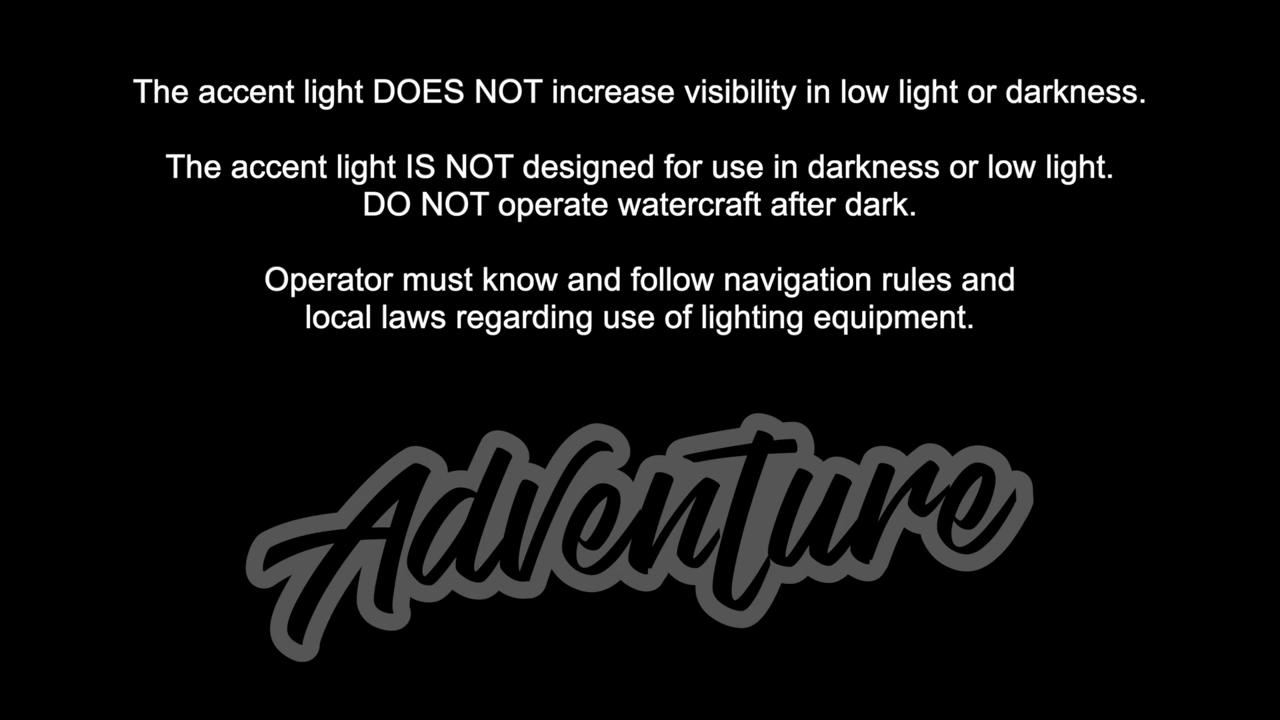 The accent light DOES NOT increase visibility in low light or darkness.
The accent light IS NOT designed for use in darkness or low light.
DO NOT operate watercraft after dark.
Operator must know and follow navigation rules and
local laws regarding use of lighting equipment.
Adventure